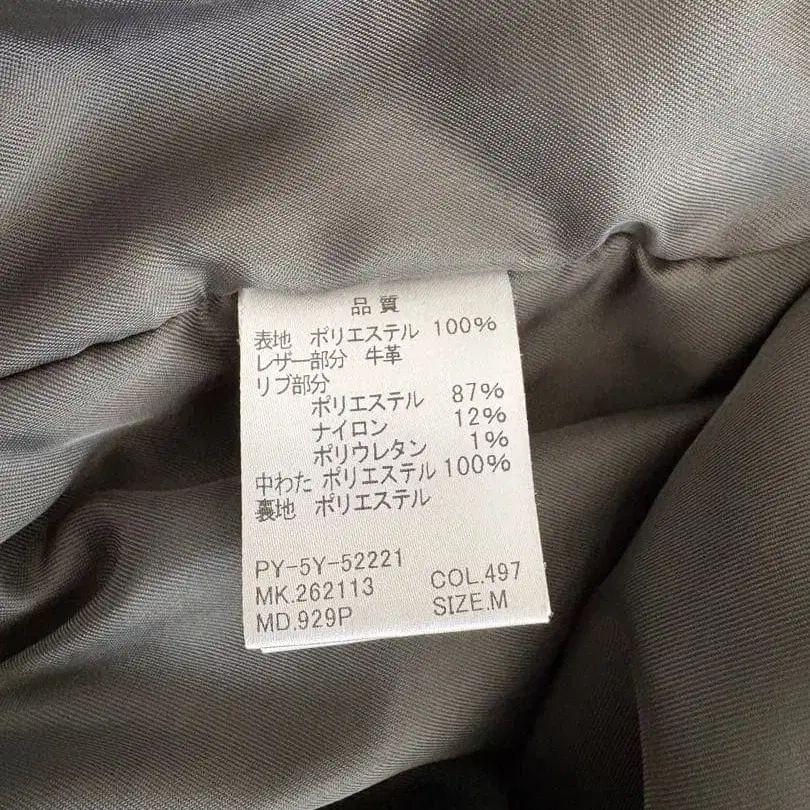 品質
表地 ポリエステル 100%
レザー部分 牛革
リブ部分
ポリエステル 87%
ナイロン 12%
ポリウレタン 1%
中わた ポリエステル 100%
裏地 ポリエステル
PY-5Y-52221
MK.262113 COL.497
MD.929P SIZE.M